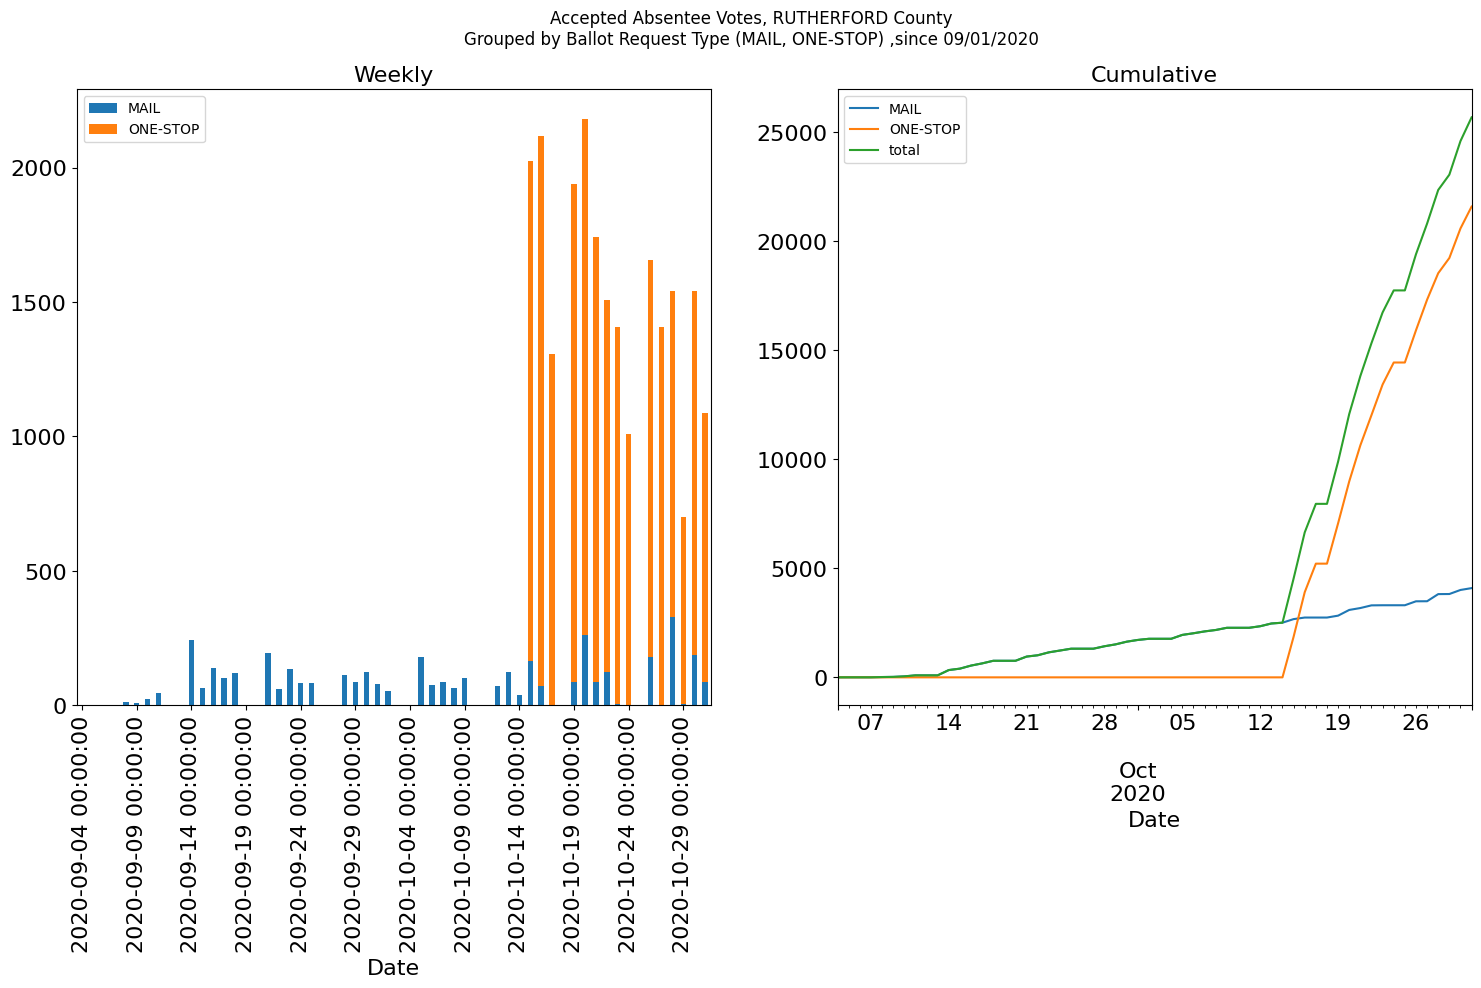 Accepted Absentee Votes, RUTHERFORD County
Grouped by Ballot Request Type (MAIL, ONE-STOP) ,since 09/01/2020
Weekly
MAIL
ONE-STOP
2000
1500
1000
500
0
2020-09-04 00:00:00
2020-09-09 00:00:00
2020-09-14 00:00:00
2020-09-19 00:00:00
2020-09-24 00:00:00
2020-09-29 00:00:00
2020-10-04 00:00:00
2020-10-09 00:00:00
2020-10-14 00:00:00
2020-10-19 00:00:00
2020-10-24 00:00:00
2020-10-29 00:00:00
Date
Cumulative
MAIL
ONE-STOP
total
25000
20000
15000
10000
5000
0
07 14 21 28 05 12 19 26
Oct
2020
Date